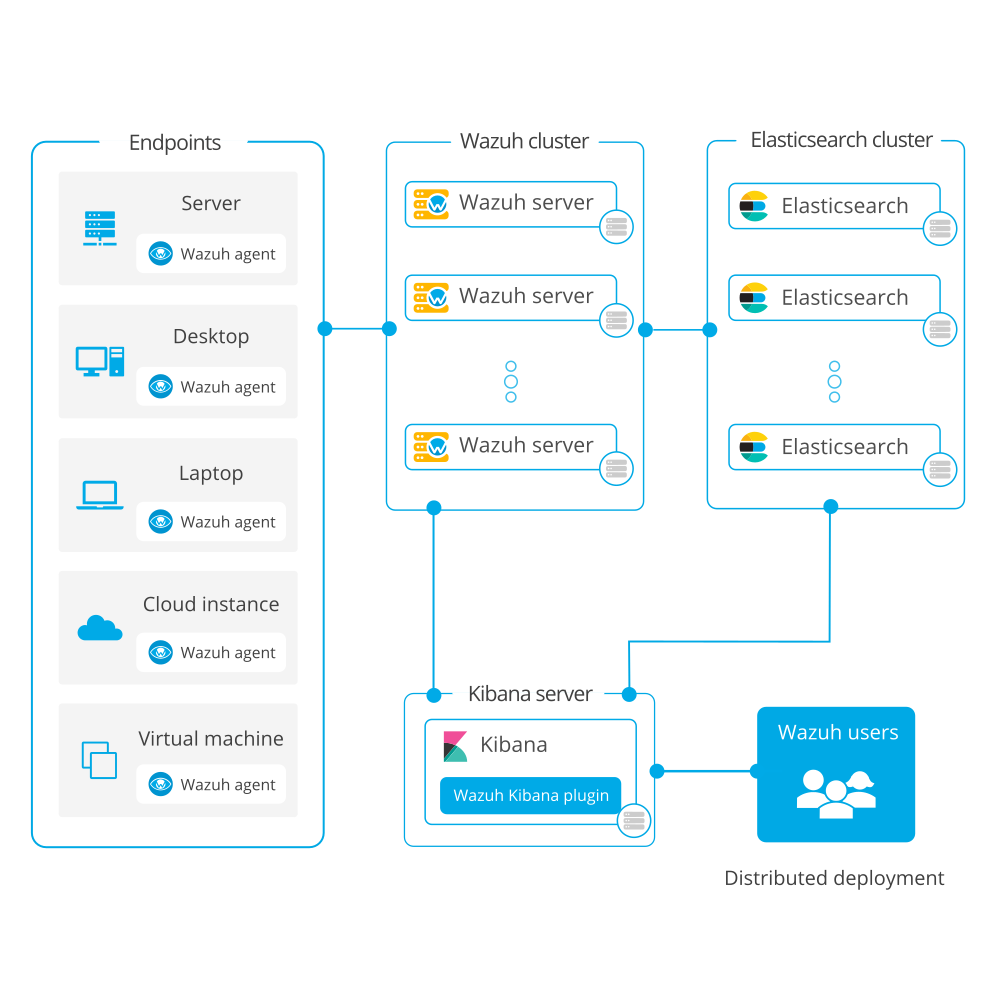 Endpoints
Server
Wazuh agent
Desktop
Wazuh agent
Laptop
Wazuh agent
Cloud instance
Wazuh agent
Virtual machine
Wazuh agent
Wazuh cluster
Wazuh server
Wazuh server
Wazuh server
Elasticsearch cluster
Elasticsearch
Elasticsearch
Elasticsearch
Kibana server
Kibana
Wazuh Kibana plugin
Wazuh users
Distributed deployment